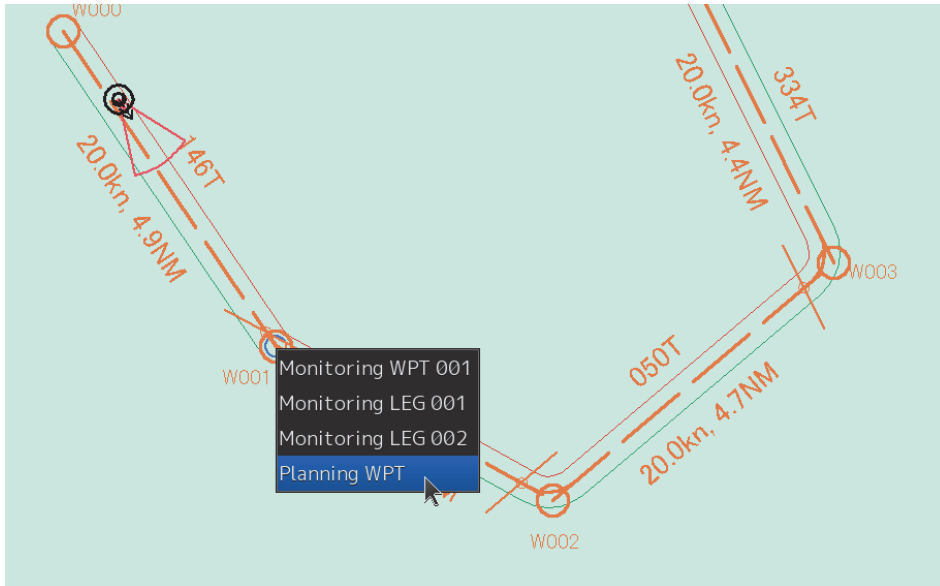 W000
334T
20.0kn, 4.4NM
146T
20.0kn, 4.9NM
W003
W001
050T
20.0kn, 4.7NM
Monitoring WPT 001
Monitoring LEG 001
Monitoring LEG 002
Planning WPT
W002